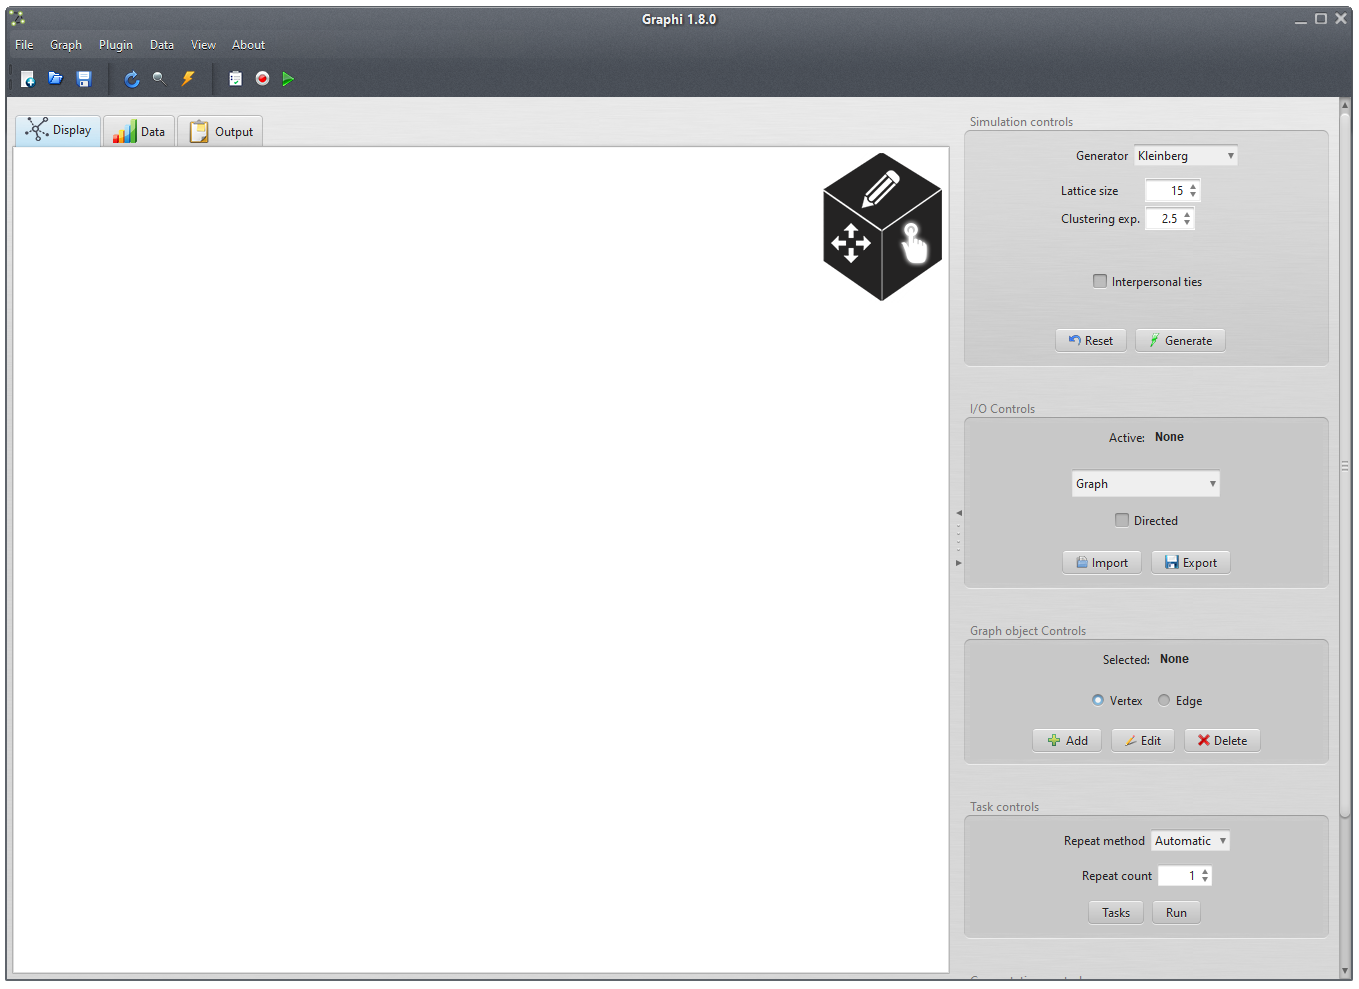 Graphi 1.8.0
File Graph Plugin Data View About
Display Data Output
Simulation controls
Generator Kleinberg
Lattice size 15
Clustering exp. 2.5
Interpersonal ties
Reset Generate
I/O Controls
Active: None
Graph
Directed
Import Export
Graph object Controls
Selected: None
Vertex Edge
Add Edit Delete
Task controls
Repeat method Automatic
Repeat count 1
Tasks Run